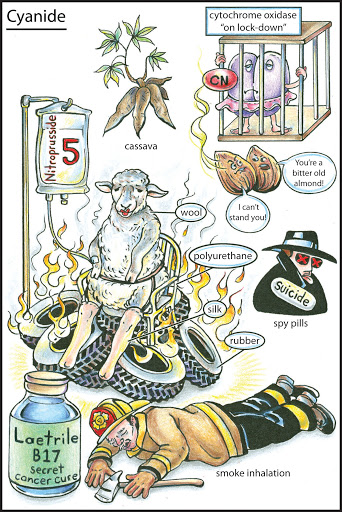 Cyanide
cytochrome oxidase
"on lock-down"
CN
Nitroprusside
5
cassava
You're a
bitter old
almond!
I can't
stand you!
wool
polyurethane
silk
rubber
Suicide
spy pills
Laetrile
B17
secret
cancer cure
smoke inhalation